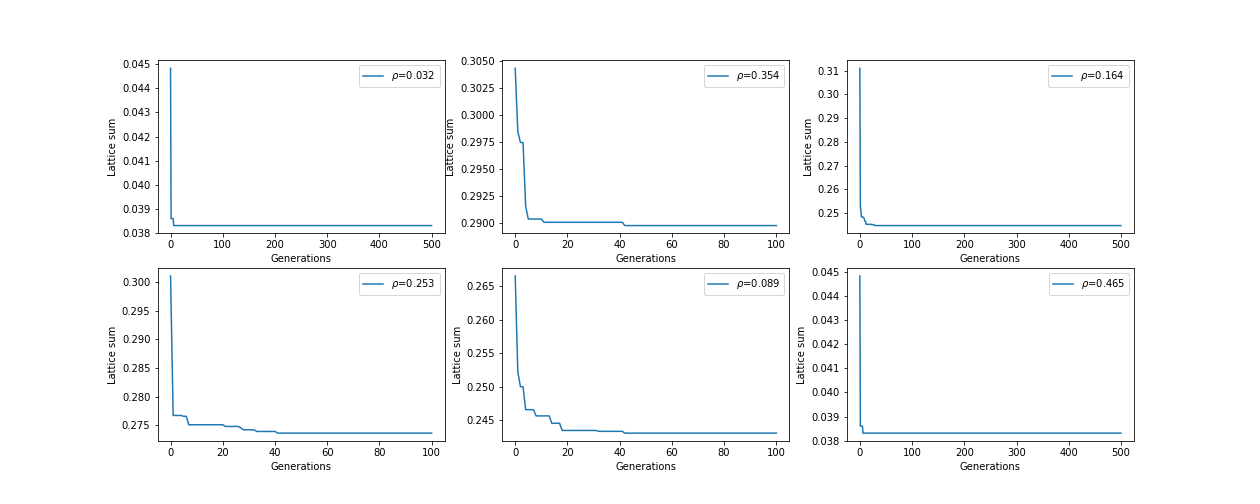 ρ=0.032
0.045
0.044
0.043
0.042
0.041
0.040
0.039
0.038
Lattice sum
0 100 200 300 400 500
Generations
ρ=0.354
0.3050
0.3025
0.3000
0.2975
0.2950
0.2925
0.2900
Lattice sum
0 20 40 60 80 100
Generations
ρ=0.164
0.31
0.30
0.29
0.28
0.27
0.26
0.25
Lattice sum
0 100 200 300 400 500
Generations
ρ=0.253
0.300
0.295
0.290
0.285
0.280
0.275
Lattice sum
0 20 40 60 80 100
Generations
ρ=0.089
0.265
0.260
0.255
0.250
0.245
Lattice sum
0 20 40 60 80 100
Generations
ρ=0.465
0.045
0.044
0.043
0.042
0.041
0.040
0.039
0.038
Lattice sum
0 100 200 300 400 500
Generations